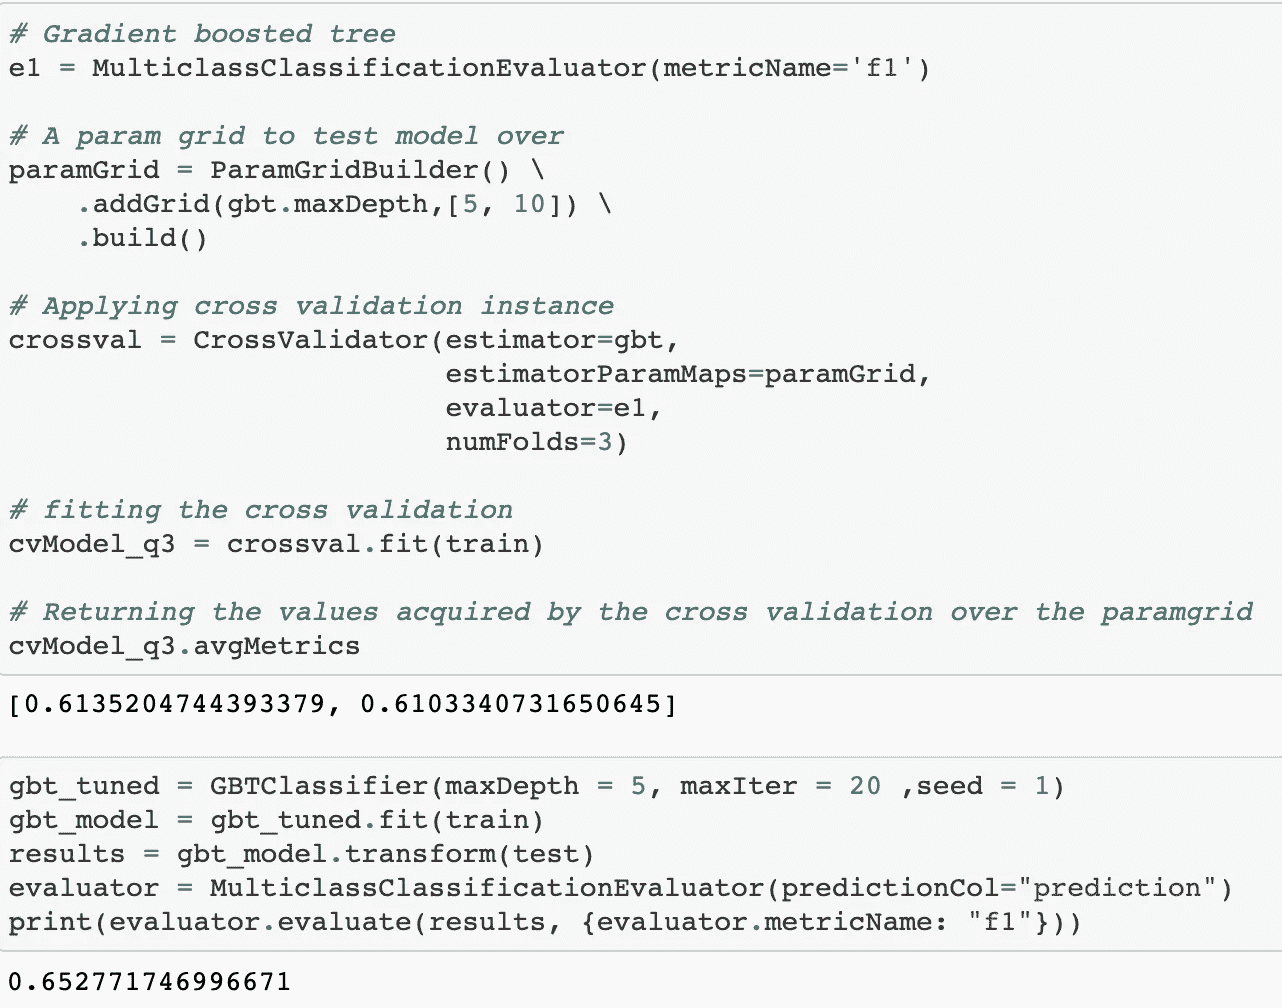 # Gradient boosted tree
e1 = MulticlassClassificationEvaluator(metricName='f1')
# A param grid to test model over
paramGrid = ParamGridBuilder() \
    .addGrid(gbt.maxDepth,[5, 10]) \
    .build()
# Applying cross validation instance
crossval = CrossValidator(estimator=gbt,
                          estimatorParamMaps=paramGrid,
                          evaluator=e1,
                          numFolds=3)
# fitting the cross validation
cvModel_q3 = crossval.fit(train)
# Returning the values acquired by the cross validation over the paramgrid
cvModel_q3.avgMetrics
[0.6135204744393379, 0.6103340731650645]
gbt_tuned = GBTClassifier(maxDepth = 5, maxIter = 20 ,seed = 1)
gbt_model = gbt_tuned.fit(train)
results = gbt_model.transform(test)
evaluator = MulticlassClassificationEvaluator(predictionCol="prediction")
print(evaluator.evaluate(results, {evaluator.metricName: "f1"}))
0.652771746996671